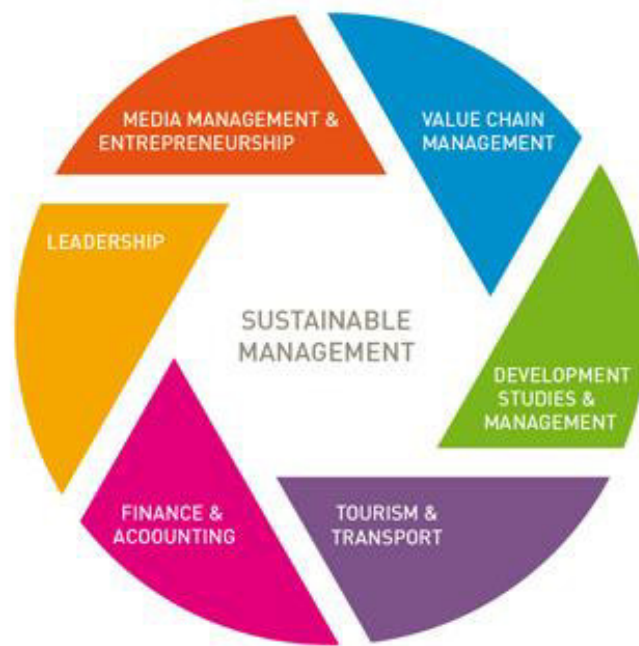 MEDIA MANAGEMENT &
ENTREPRENEURSHIP
VALUE CHAIN
MANAGEMENT
LEADERSHIP
SUSTAINABLE
MANAGEMENT
DEVELOPMENT
STUDIES &
MANAGEMENT
FINANCE &
ACOOUNTING
TOURISM &
TRANSPORT